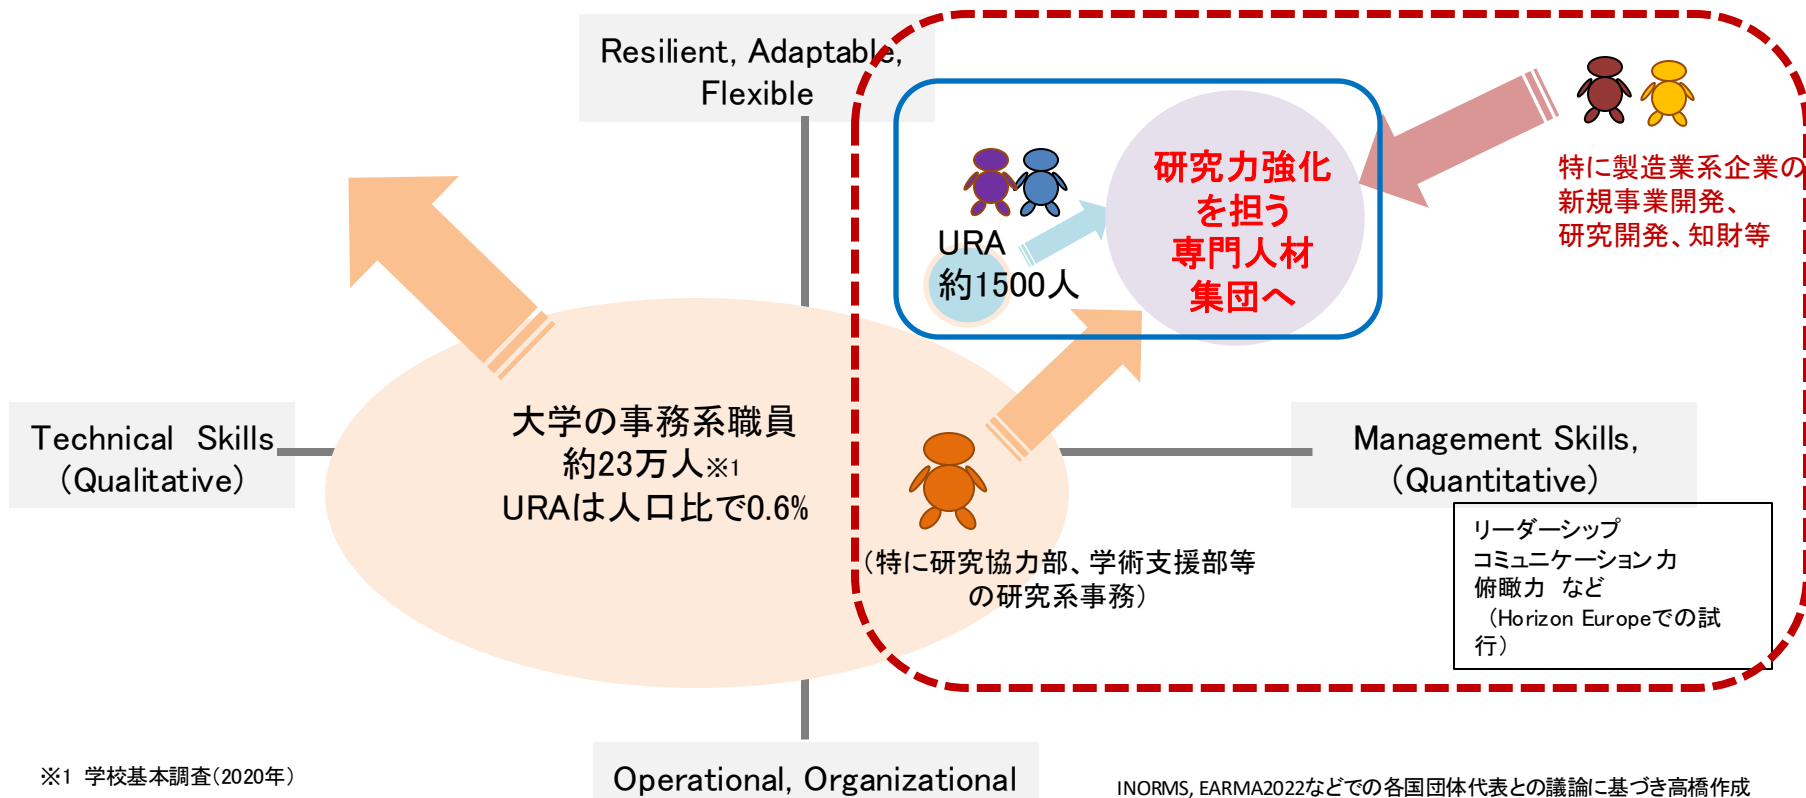 Resilient, Adaptable,
Flexible
研究力強化
を担う
専門人材
集団へ
URA
約1500人
特に製造業系企業の
新規事業開発、
研究開発、知財等
Technical Skills
(Qualitative)
大学の事務系職員
約23万人※1
URAは人口比で0.6%
Management Skills,
(Quantitative)
リーダーシップ
コミュニケーション力
俯瞰力 など
(Horizon Europeでの試
行)
(特に研究協力部、学術支援部等
の研究系事務)
Operational, Organizational
※1 学校基本調査(2020年)
INORMS, EARMA2022などでの各国団体代表との議論に基づき高橋作成